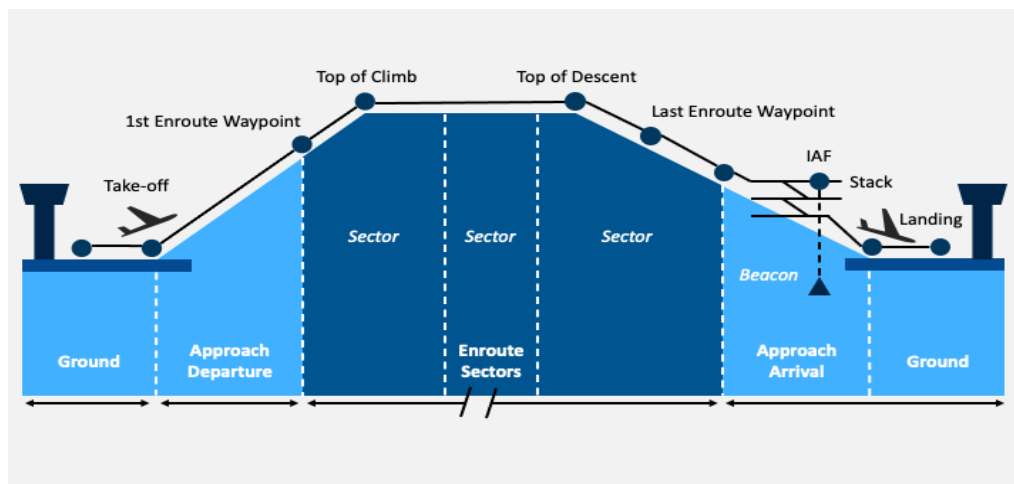 Top of Climb
Top of Descent
1st Enroute Waypoint
Last Enroute Waypoint
IAF
Take-off
Stack
Landing
Sector
Sector
Sector
Beacon
Ground
Approach
Departure
Enroute
Sectors
Approach
Arrival
Ground